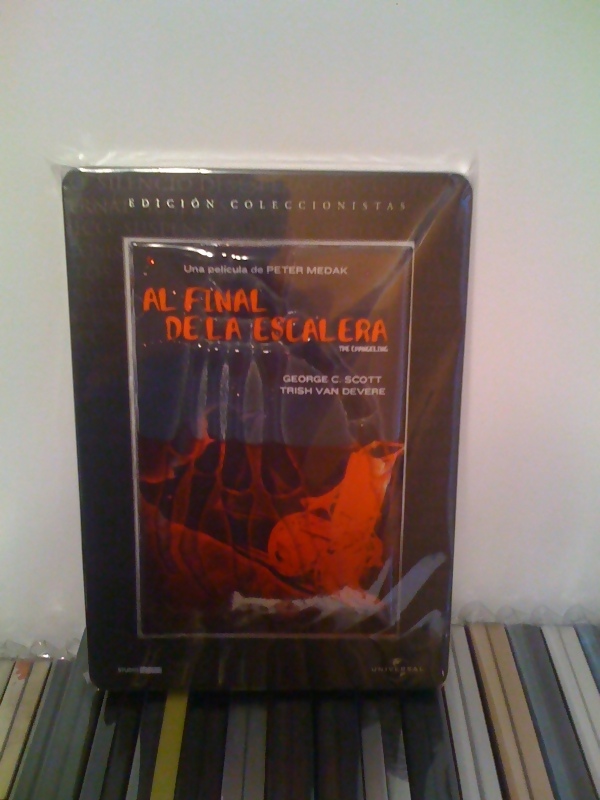 EDICIÓN COLECCIONISTAS
Una película de PETER MEDAK
AL FINAL
DE LA ESCALERA
THE CHANGELING
GEORGE C. SCOTT
TRISH VAN DEVERE
UNIVERSAL